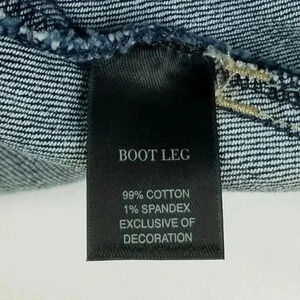 BOOT LEG
99% COTTON
1% SPANDEX
EXCLUSIVE OF
DECORATION